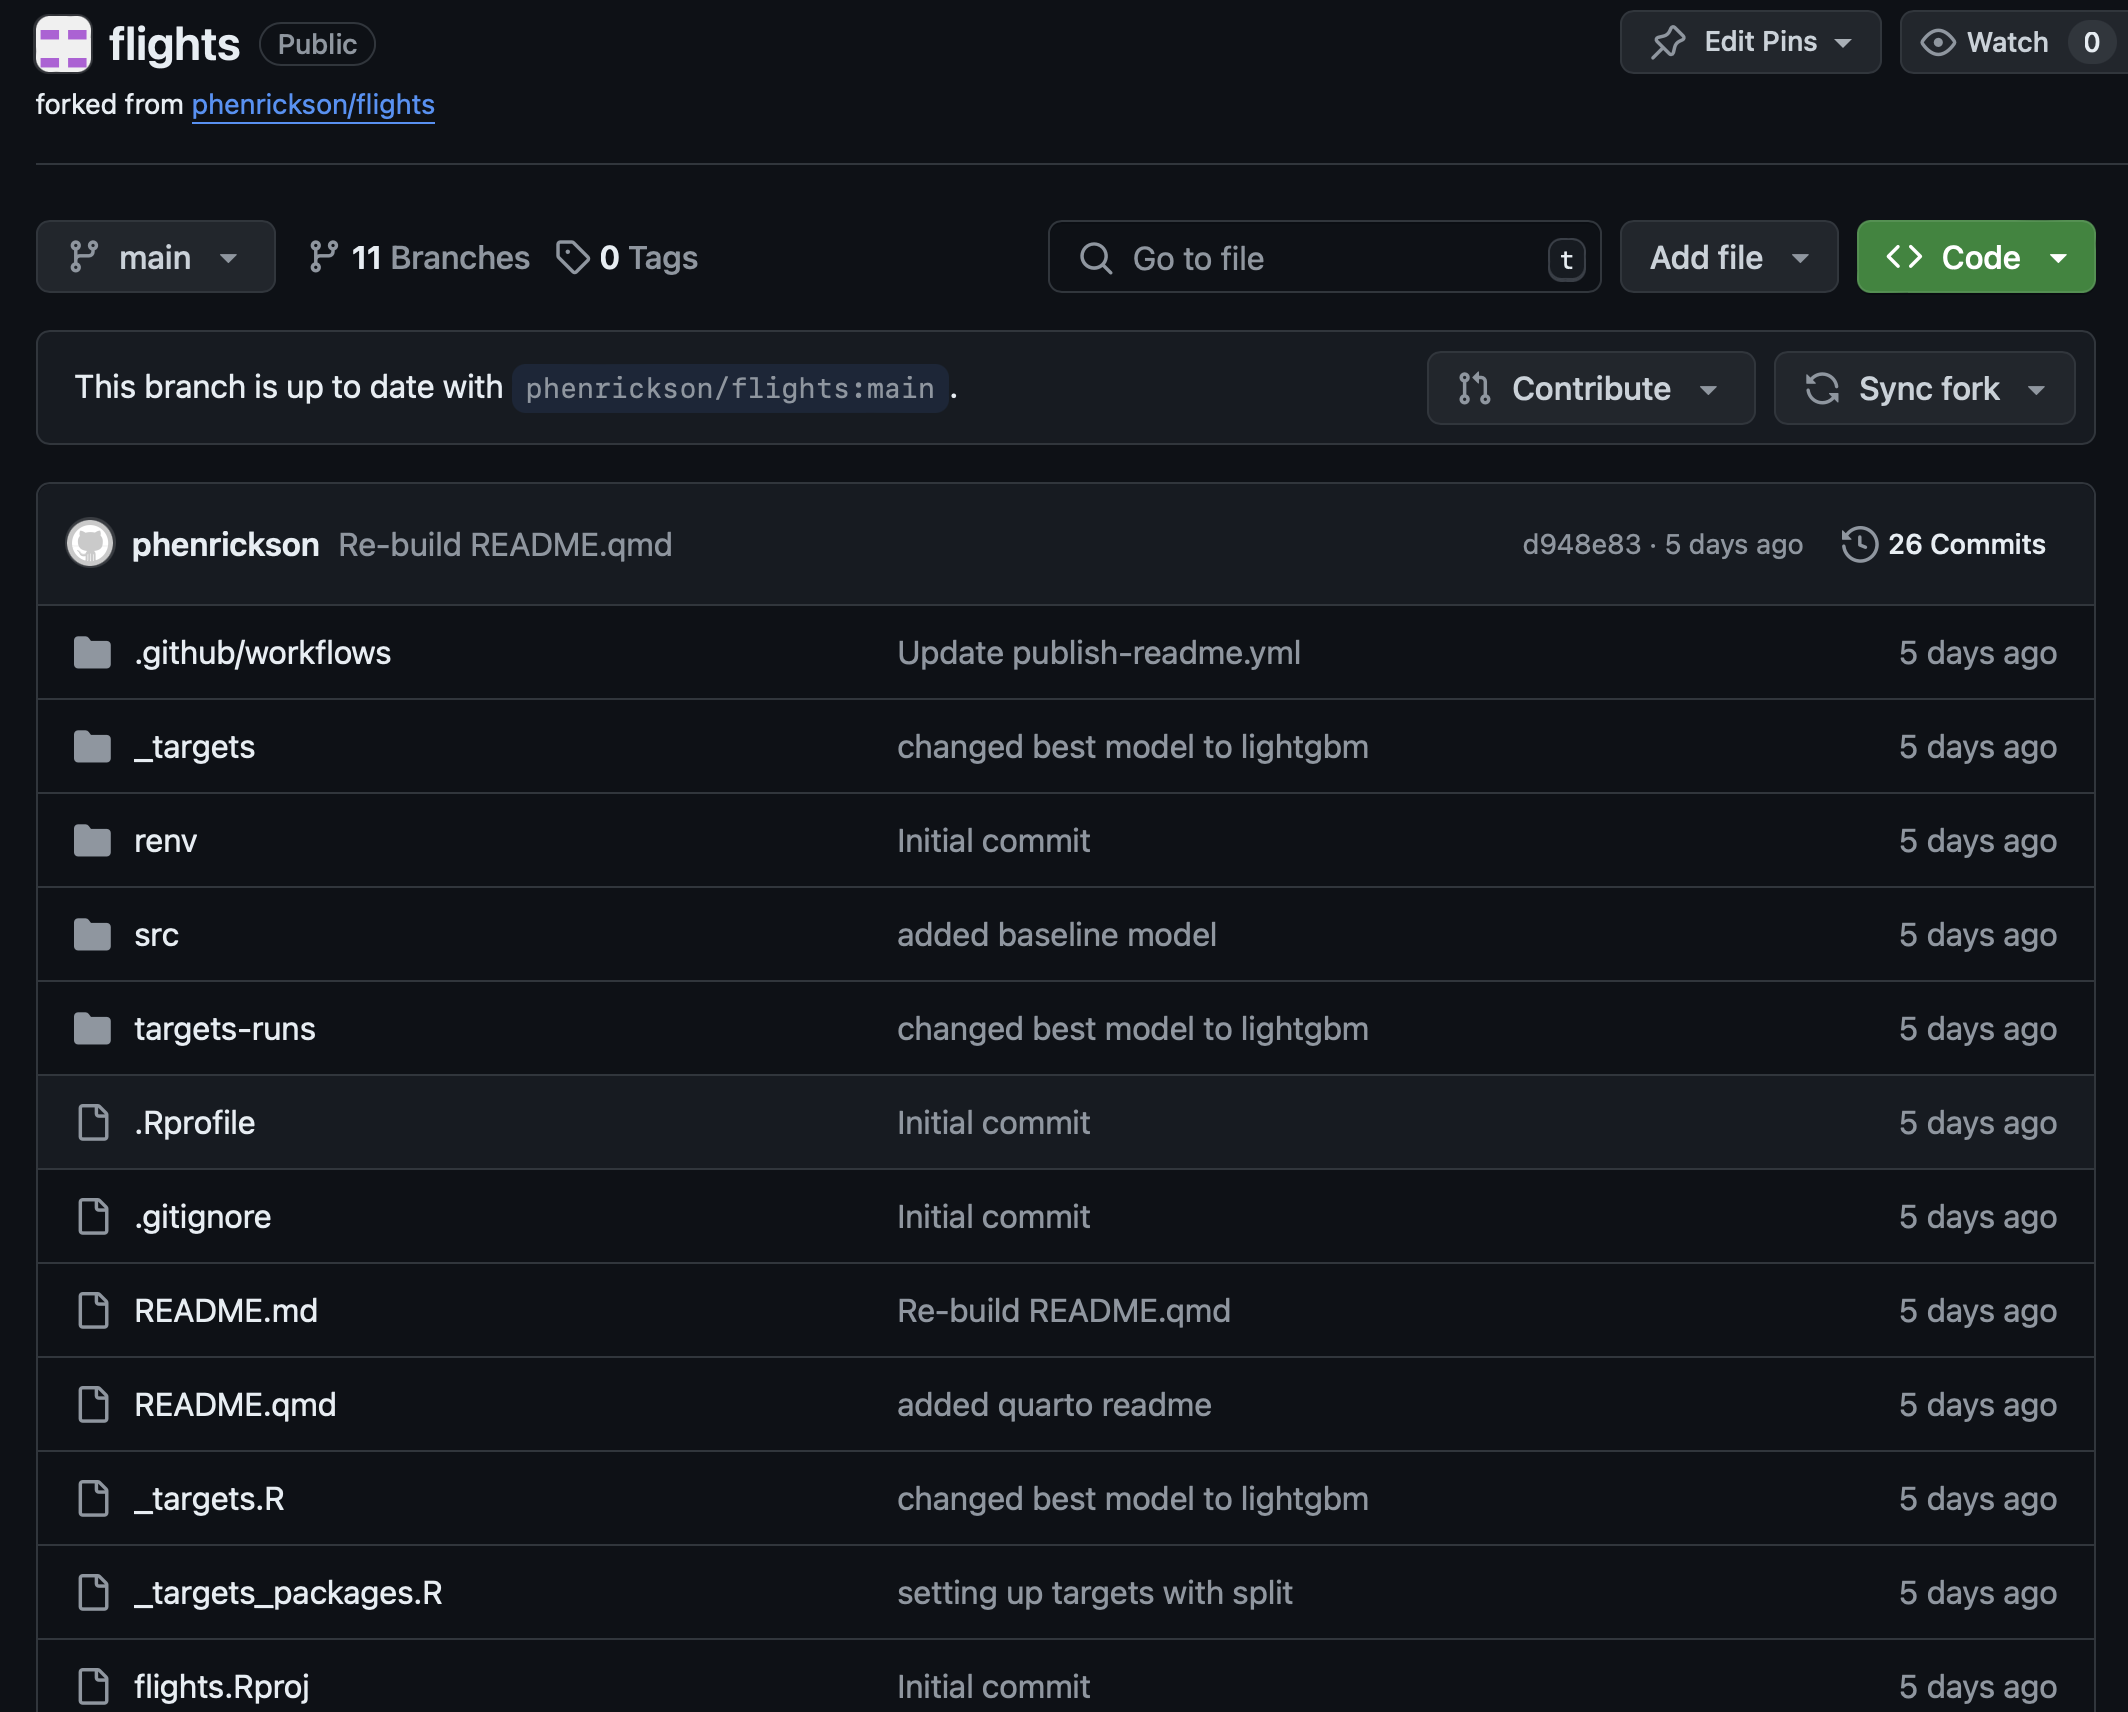 flights Public Edit Pins Watch 0
forked from phenrickson/flights
main 11 Branches 0 Tags Go to file t Add file Code
This branch is up to date with phenrickson/flights:main. Contribute Sync fork
phenrickson Re-build README.qmd d948e83 · 5 days ago 26 Commits
.github/workflows Update publish-readme.yml 5 days ago
_targets changed best model to lightgbm 5 days ago
renv Initial commit 5 days ago
src added baseline model 5 days ago
targets-runs changed best model to lightgbm 5 days ago
.Rprofile Initial commit 5 days ago
.gitignore Initial commit 5 days ago
README.md Re-build README.qmd 5 days ago
README.qmd added quarto readme 5 days ago
_targets.R changed best model to lightgbm 5 days ago
_targets_packages.R setting up targets with split 5 days ago
flights.Rproj Initial commit 5 days ago